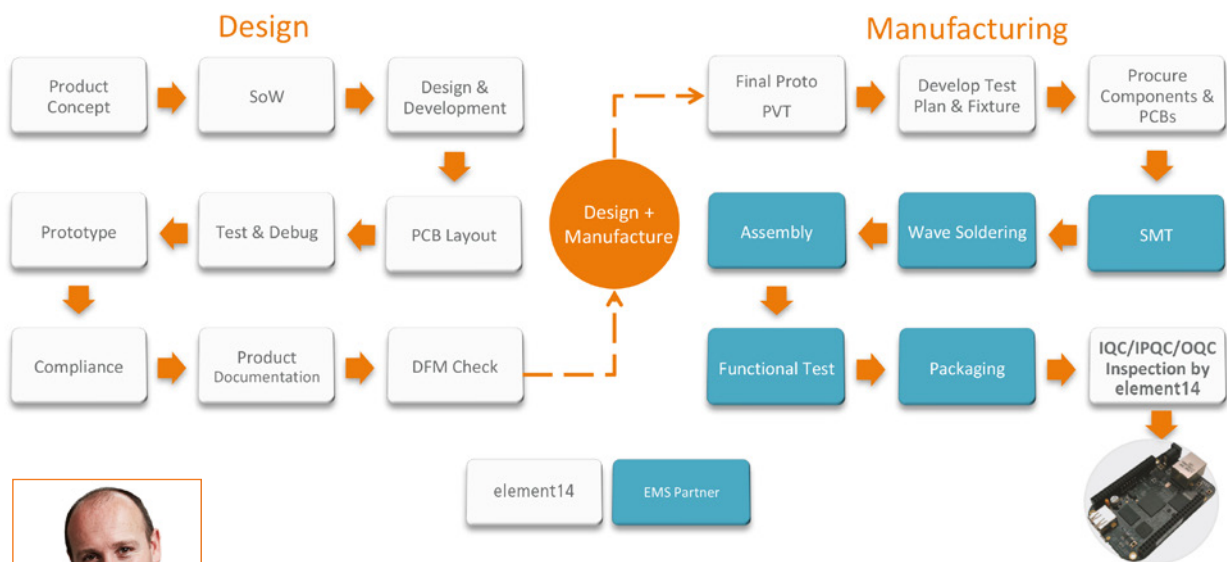 Design
Manufacturing
Product
Concept
SoW
Design &
Development
Final Proto
PVT
Develop Test
Plan & Fixture
Procure
Components &
PCBs
Prototype
Test & Debug
PCB Layout
Design +
Manufacture
Assembly
Wave Soldering
SMT
Compliance
Product
Documentation
DFM Check
Functional Test
Packaging
IQC/IPQC/OQC
Inspection by
element14
element14
EMS Partner